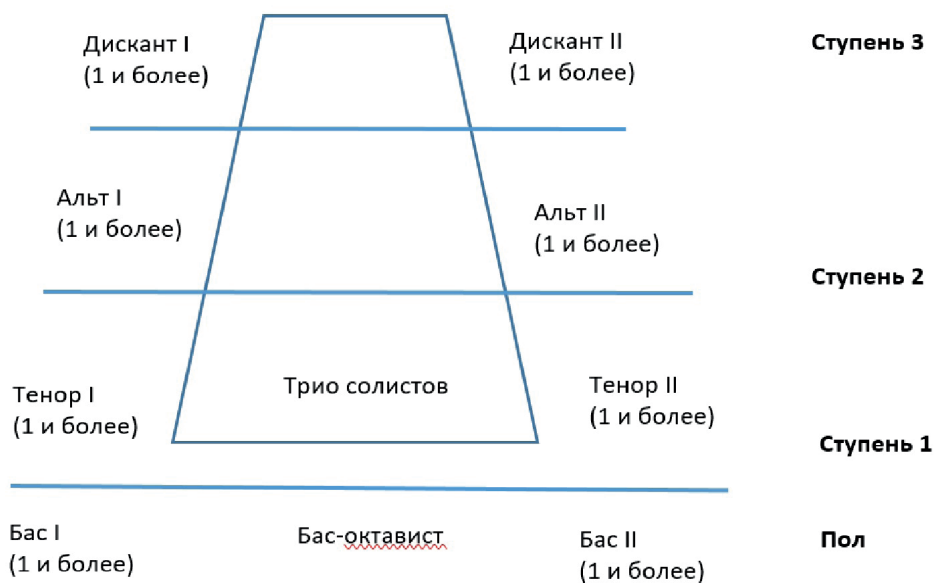 Дискант I
(1 и более)
Дискант II
(1 и более)
Ступень 3
Альт I
(1 и более)
Альт II
(1 и более)
Ступень 2
Тенор I
(1 и более)
Трио солистов
Тенор II
(1 и более)
Ступень 1
Бас I
(1 и более)
Бас-октавист
Бас II
(1 и более)
Пол